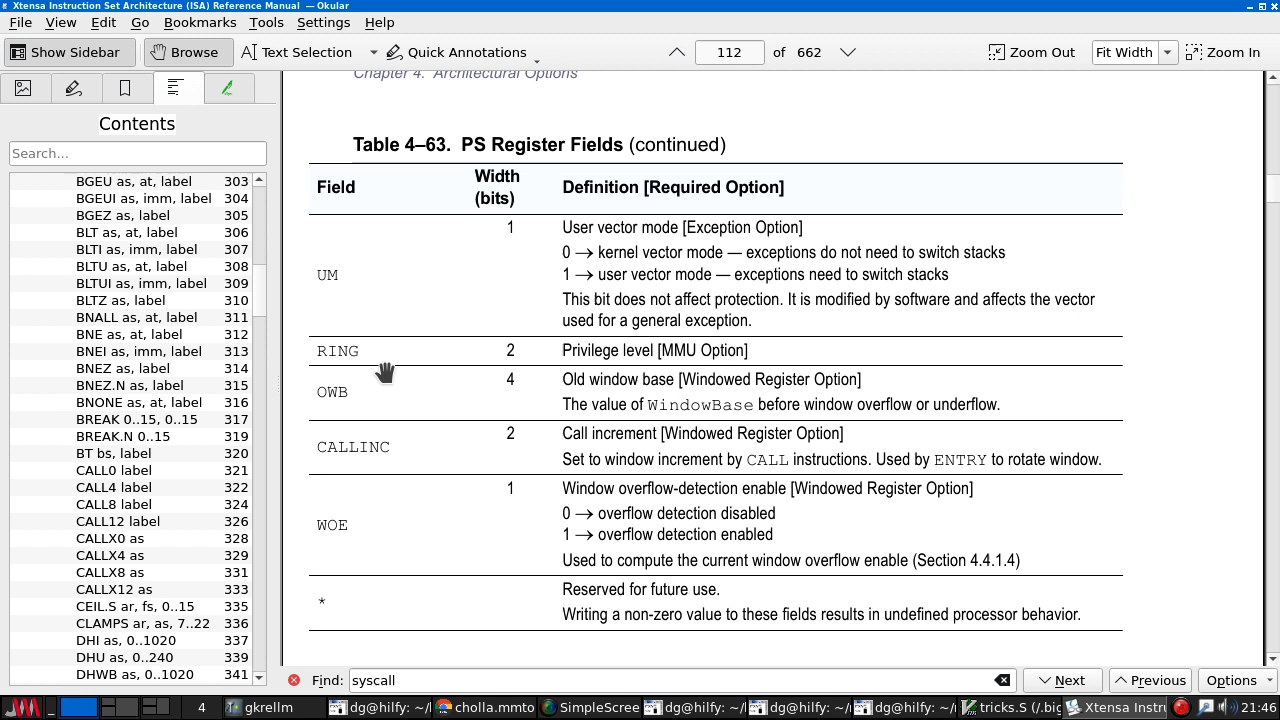 Xtensa Instruction Set Architecture (ISA) Reference Manual — Okular
File View Edit Go Bookmarks Tools Settings Help
Show Sidebar Browse Text Selection Quick Annotations 112 of 662 Zoom Out Fit Width Zoom In
Contents
Search...
BGEU as, at, label 303
BGEUI as, imm, label 304
BGEZ as, label 305
BLT as, at, label 306
BLTI as, imm, label 307
BLTU as, at, label 308
BLTUI as, imm, label 309
BLTZ as, label 310
BNALL as, at, label 311
BNE as, at, label 312
BNEI as, imm, label 313
BNEZ as, label 314
BNEZ.N as, label 315
BNONE as, at, label 316
BREAK 0..15, 0..15 317
BREAK.N 0..15 319
BT bs, label 320
CALL0 label 321
CALL4 label 322
CALL8 label 324
CALL12 label 326
CALLX0 as 328
CALLX4 as 329
CALLX8 as 331
CALLX12 as 333
CEIL.S ar, fs, 0..15 335
CLAMPS ar, as, 7..22 336
DHI as, 0..1020 337
DHU as, 0..240 339
DHWB as, 0..1020 341
Chapter 4. Architectural Options
Table 4–63. PS Register Fields (continued)
Field Width (bits) Definition [Required Option]
UM 1 User vector mode [Exception Option]
0 → kernel vector mode — exceptions do not need to switch stacks
1 → user vector mode — exceptions need to switch stacks
This bit does not affect protection. It is modified by software and affects the vector
used for a general exception.
RING 2 Privilege level [MMU Option]
OWB 4 Old window base [Windowed Register Option]
The value of WindowBase before window overflow or underflow.
CALLINC 2 Call increment [Windowed Register Option]
Set to window increment by CALL instructions. Used by ENTRY to rotate window.
WOE 1 Window overflow-detection enable [Windowed Register Option]
0 → overflow detection disabled
1 → overflow detection enabled
Used to compute the current window overflow enable (Section 4.4.1.4)
* Reserved for future use.
Writing a non-zero value to these fields results in undefined processor behavior.
Find: syscall Next Previous Options
4 gkrellm dg@hilfy: ~/ cholla.mmto SimpleScree dg@hilfy: ~/ dg@hilfy: ~/ dg@hilfy: ~/ tricks.S (/.big Xtensa Instru 21:46